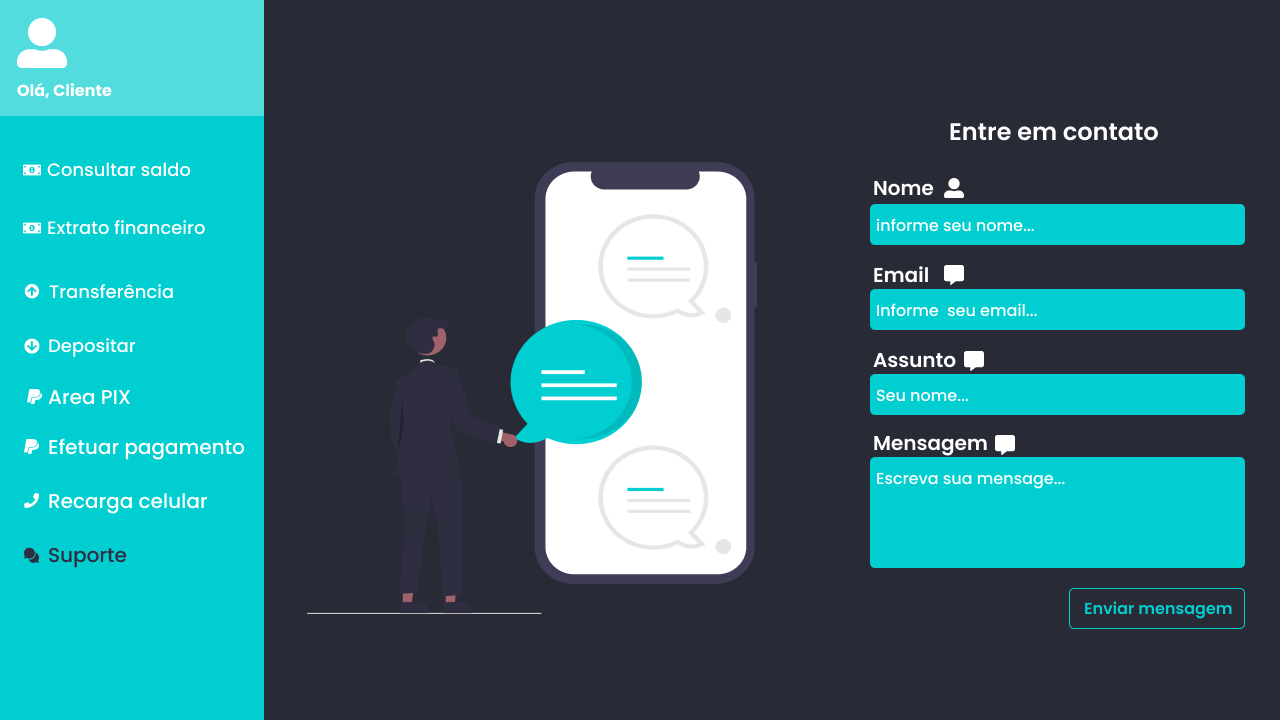 Olá, Cliente
Consultar saldo
Extrato financeiro
Transferência
Depositar
Area PIX
Efetuar pagamento
Recarga celular
Suporte
Entre em contato
Nome
informe seu nome...
Email
Informe  seu email...
Assunto
Seu nome...
Mensagem
Escreva sua mensage...
Enviar mensagem